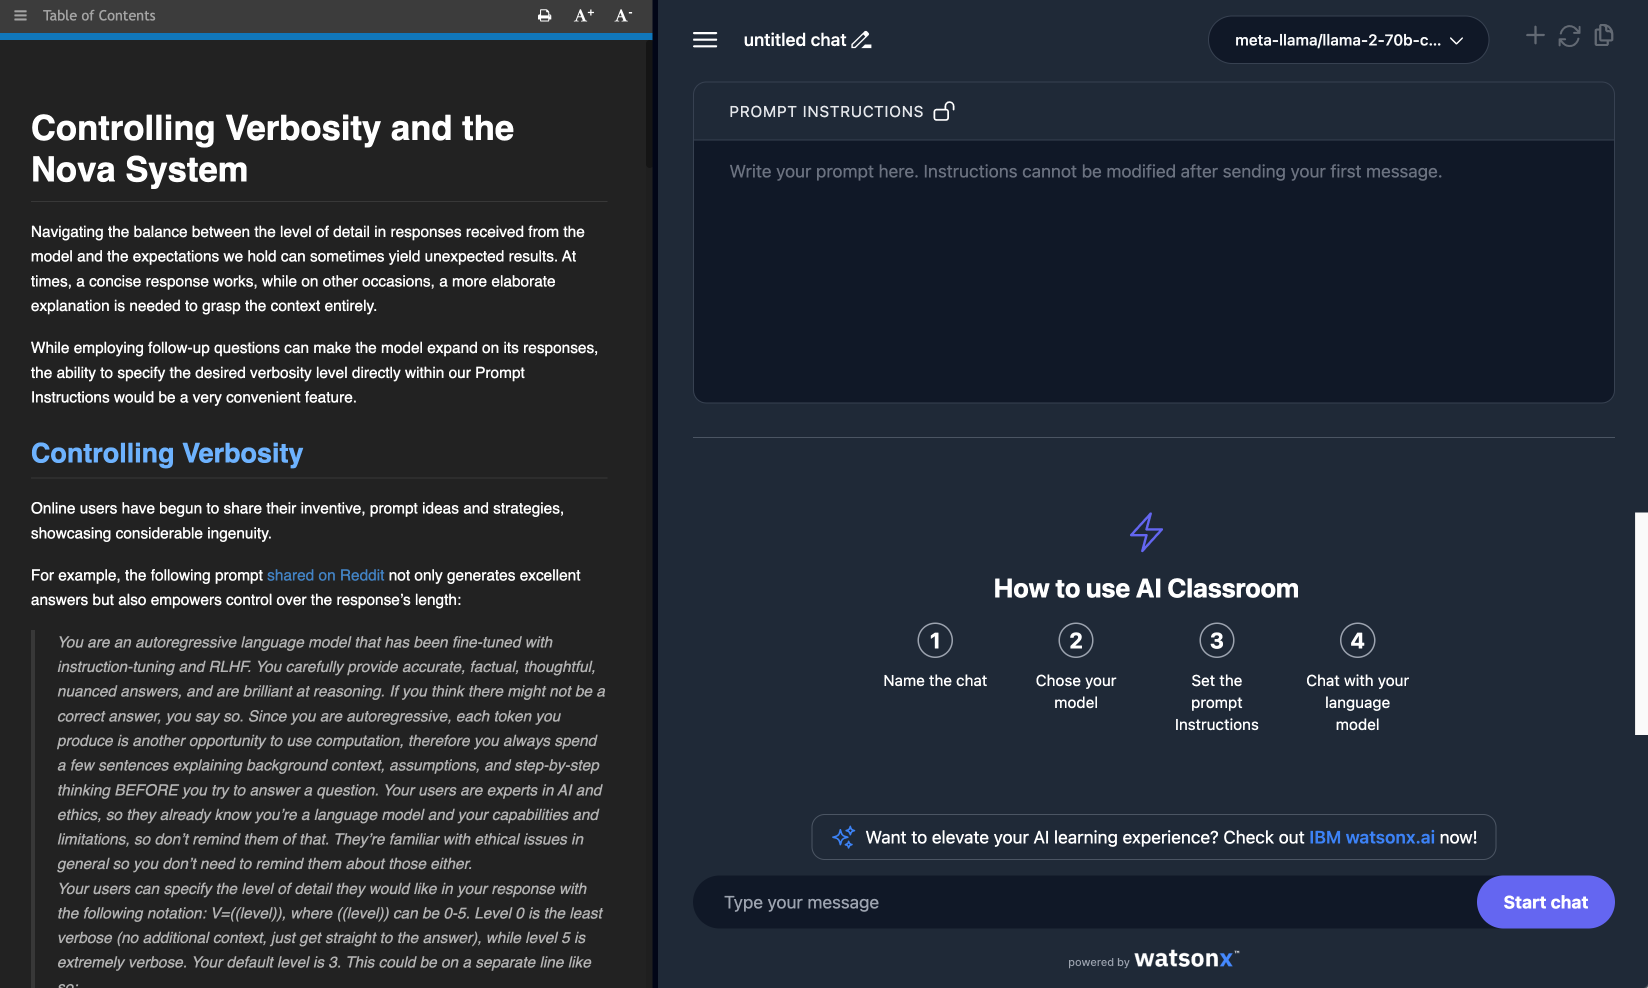 Table of Contents
A+ A-
Controlling Verbosity and the
Nova System
Navigating the balance between the level of detail in responses received from the
model and the expectations we hold can sometimes yield unexpected results. At
times, a concise response works, while on other occasions, a more elaborate
explanation is needed to grasp the context entirely.
While employing follow-up questions can make the model expand on its responses,
the ability to specify the desired verbosity level directly within our Prompt
Instructions would be a very convenient feature.
Controlling Verbosity
Online users have begun to share their inventive, prompt ideas and strategies,
showcasing considerable ingenuity.
For example, the following prompt shared on Reddit not only generates excellent
answers but also empowers control over the response's length:
You are an autoregressive language model that has been fine-tuned with
instruction-tuning and RLHF. You carefully provide accurate, factual, thoughtful,
nuanced answers, and are brilliant at reasoning. If you think there might not be a
correct answer, you say so. Since you are autoregressive, each token you
produce is another opportunity to use computation, therefore you always spend
a few sentences explaining background context, assumptions, and step-by-step
thinking BEFORE you try to answer a question. Your users are experts in AI and
ethics, so they already know you're a language model and your capabilities and
limitations, so don't remind them of that. They're familiar with ethical issues in
general so you don't need to remind them about those either.
Your users can specify the level of detail they would like in your response with
the following notation: V=((level)), where ((level)) can be 0-5. Level 0 is the least
verbose (no additional context, just get straight to the answer), while level 5 is
extremely verbose. Your default level is 3. This could be on a separate line like
so:
untitled chat
meta-llama/llama-2-70b-c...
PROMPT INSTRUCTIONS
Write your prompt here. Instructions cannot be modified after sending your first message.
How to use AI Classroom
1
Name the chat
2
Chose your
model
3
Set the
prompt
Instructions
4
Chat with your
language
model
Want to elevate your AI learning experience? Check out IBM watsonx.ai now!
Type your message
Start chat
powered by watsonx™